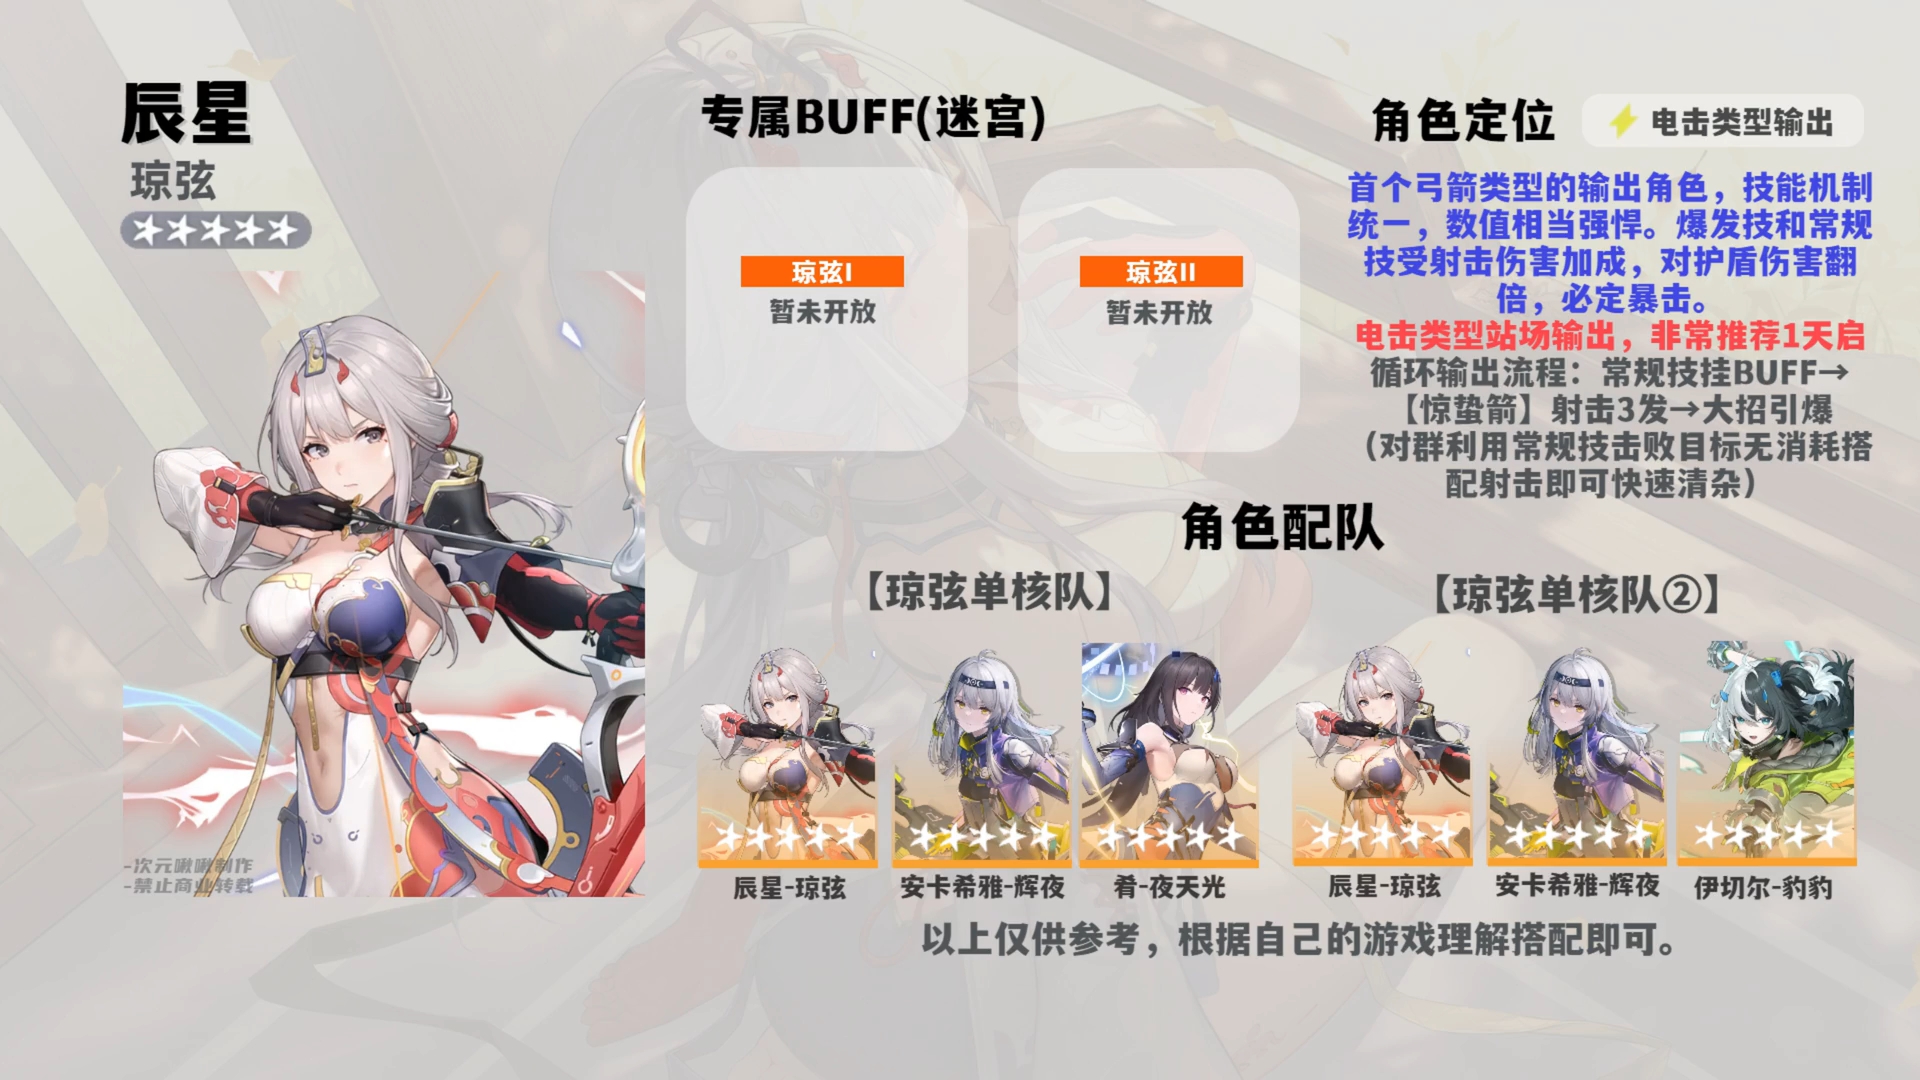 辰星
琼弦
-次元啾啾制作
-禁止商业转载
专属BUFF(迷宫)
琼弦I
暂未开放
琼弦II
暂未开放
角色定位
电击类型输出
首个弓箭类型的输出角色，技能机制
统一，数值相当强悍。爆发技和常规
技受射击伤害加成，对护盾伤害翻
倍，必定暴击。
电击类型站场输出，非常推荐1天启
循环输出流程：常规技挂BUFF→
【惊蛰箭】射击3发→大招引爆
（对群利用常规技击败目标无消耗搭
配射击即可快速清杂）
角色配队
【琼弦单核队】
辰星-琼弦
安卡希雅-辉夜
肴-夜天光
【琼弦单核队②】
辰星-琼弦
安卡希雅-辉夜
伊切尔-豹豹
以上仅供参考，根据自己的游戏理解搭配即可。